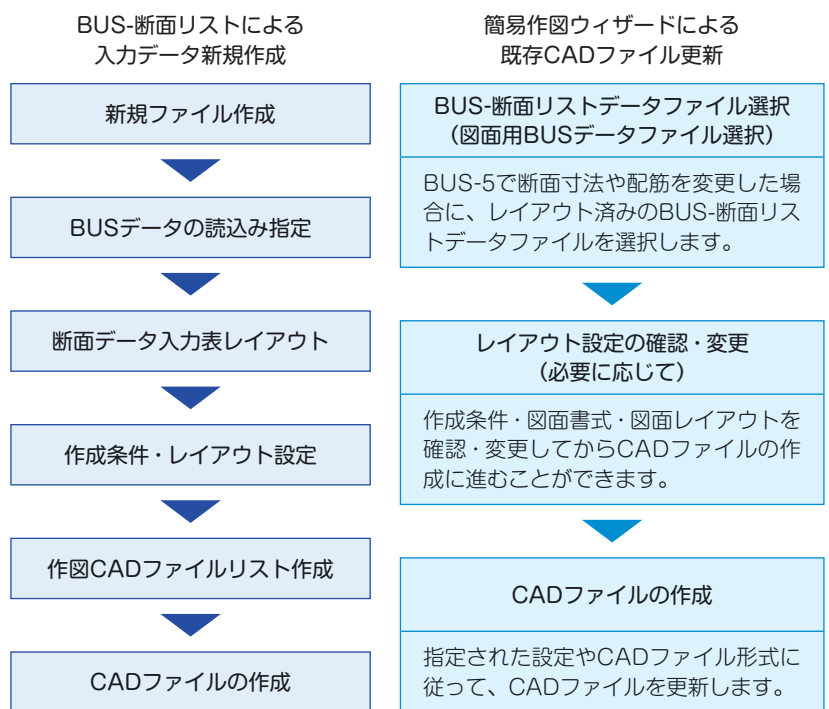 BUS-断面リストによる
入力データ新規作成
新規ファイル作成
BUSデータの読込み指定
断面データ入力表レイアウト
作成条件・レイアウト設定
作図CADファイルリスト作成
CADファイルの作成
簡易作図ウィザードによる
既存CADファイル更新
BUS-断面リストデータファイル選択
（図面用BUSデータファイル選択）
BUS-5で断面寸法や配筋を変更した場
合に、レイアウト済みのBUS-断面リス
トデータファイルを選択します。
レイアウト設定の確認・変更
（必要に応じて）
作成条件・図面書式・図面レイアウトを
確認・変更してからCADファイルの作
成に進むことができます。
CADファイルの作成
指定された設定やCADファイル形式に
従って、CADファイルを更新します。